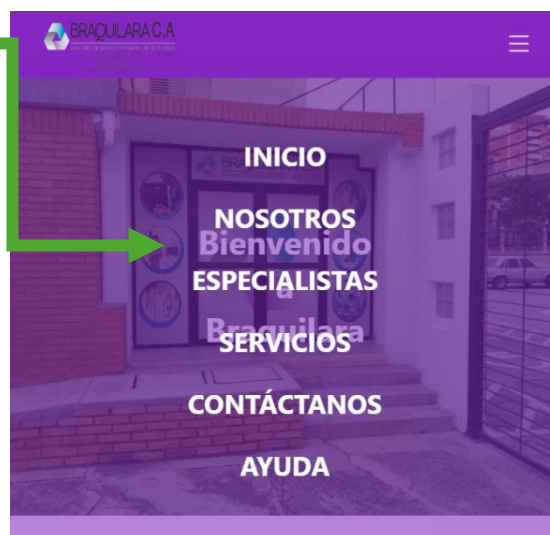 BRAQUILARA C.A
INICIO
NOSOTROS
Bienvenido
ESPECIALISTAS
a
Braquilara
SERVICIOS
CONTÁCTANOS
AYUDA